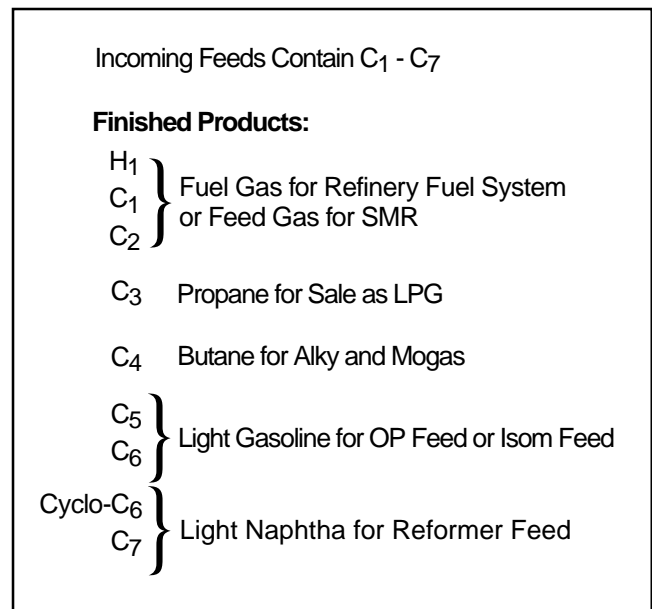 Incoming Feeds Contain C1 - C7
Finished Products:
H1
C1
C2
Fuel Gas for Refinery Fuel System
or Feed Gas for SMR
C3 Propane for Sale as LPG
C4 Butane for Alky and Mogas
C5
C6
Light Gasoline for OP Feed or Isom Feed
Cyclo-C6
C7
Light Naphtha for Reformer Feed